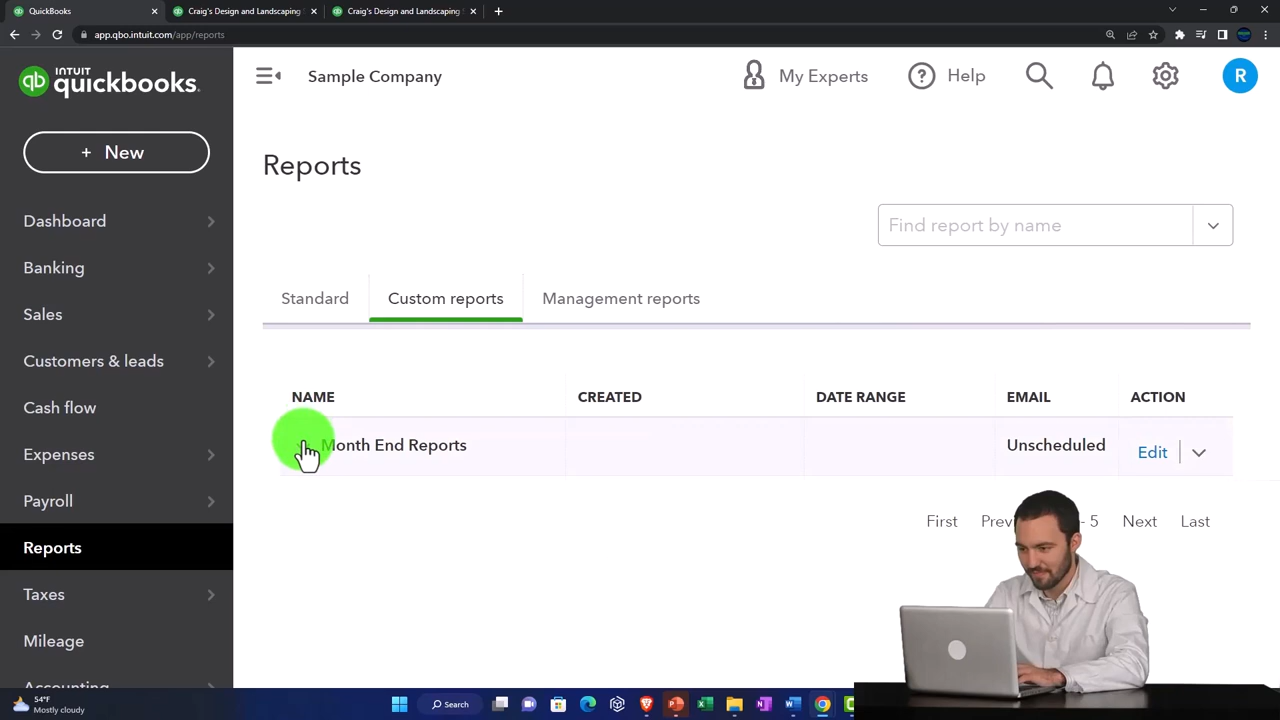 QuickBooks
Craig's Design and Landscaping
Craig's Design and Landscaping
app.qbo.intuit.com/app/reports
INTUIT
quickbooks.
Sample Company
My Experts
Help
R
+ New
Reports
Dashboard
Find report by name
Banking
Sales
Standard
Custom reports
Management reports
Customers & leads
NAME
CREATED
DATE RANGE
EMAIL
ACTION
Cash flow
Month End Reports
Unscheduled
Edit
Expenses
Payroll
First
- 5
Next
Last
Reports
Taxes
Mileage
54°F
Mostly cloudy
Search